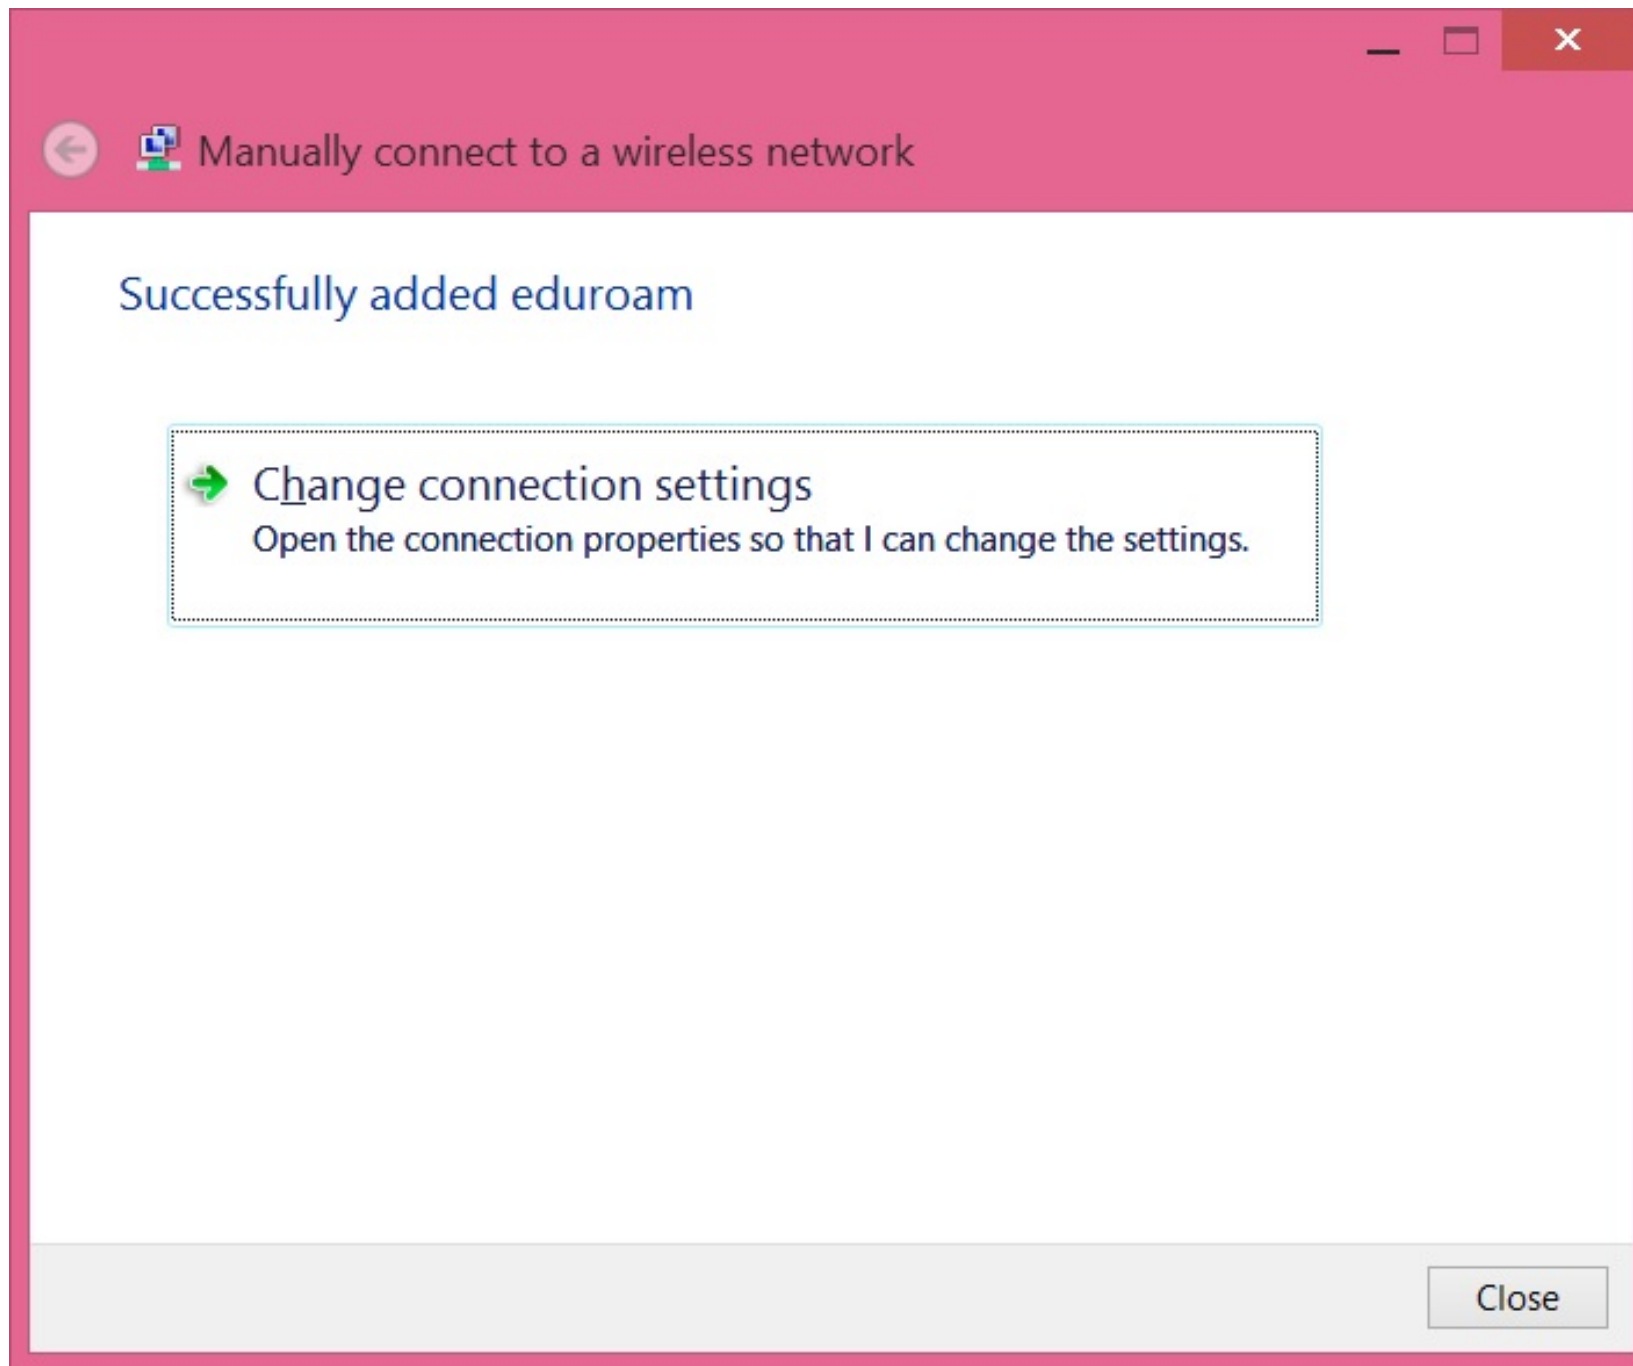 Manually connect to a wireless network
Successfully added eduroam
Change connection settings
Open the connection properties so that I can change the settings.
Close